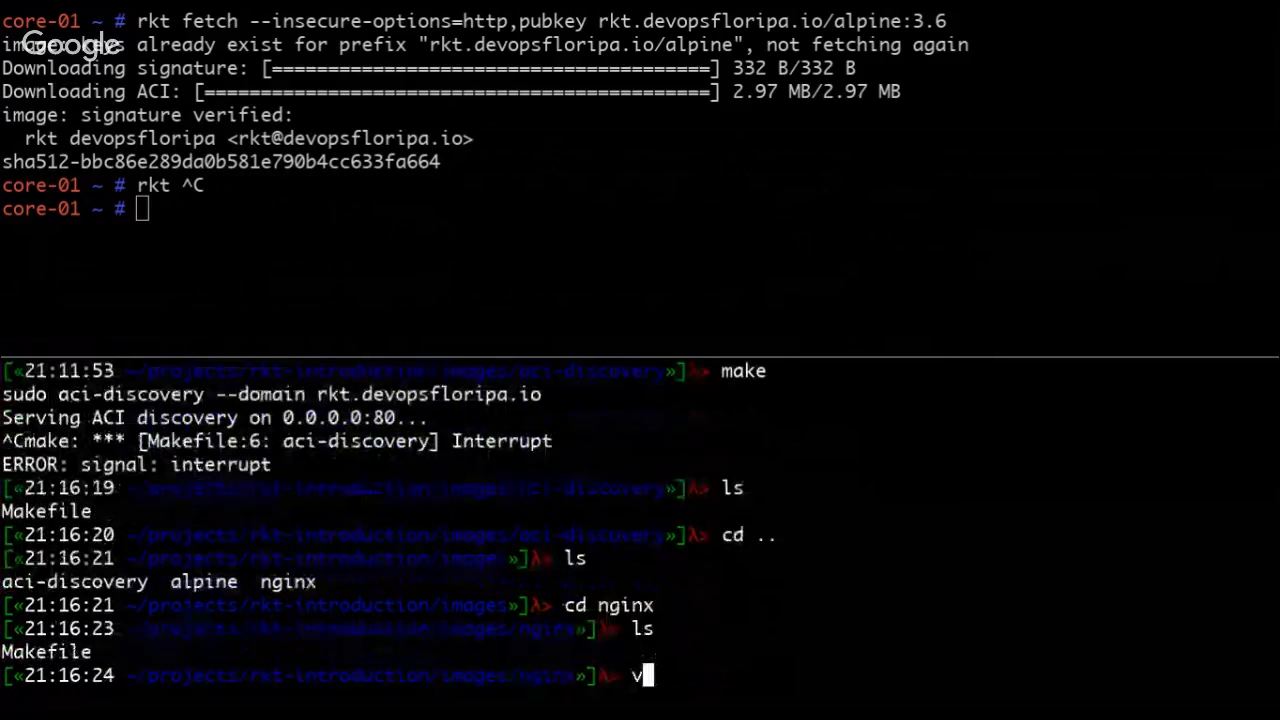 core-01 ~ # rkt fetch --insecure-options=http,pubkey rkt.devopsfloripa.io/alpine:3.6
Google
image: keys already exist for prefix "rkt.devopsfloripa.io/alpine", not fetching again
Downloading signature: [=======================================] 332 B/332 B
Downloading ACI: [=============================================] 2.97 MB/2.97 MB
image: signature verified:
rkt devopsfloripa <rkt@devopsfloripa.io>
sha512-bbc86e289da0b581e790b4cc633fa664
core-01 ~ # rkt ^C
core-01 ~ #
[«21:11:53 ~/projects/rkt-introduction/images/aci-discovery»]λ> make
sudo aci-discovery --domain rkt.devopsfloripa.io
Serving ACI discovery on 0.0.0.0:80...
^Cmake: *** [Makefile:6: aci-discovery] Interrupt
ERROR: signal: interrupt
[«21:16:19 ~/projects/rkt-introduction/images/aci-discovery»]λ> ls
Makefile
[«21:16:20 ~/projects/rkt-introduction/images/aci-discovery»]λ> cd ..
[«21:16:21 ~/projects/rkt-introduction/images»]λ> ls
aci-discovery alpine nginx
[«21:16:21 ~/projects/rkt-introduction/images»]λ> cd nginx
[«21:16:23 ~/projects/rkt-introduction/images/nginx»]λ> ls
Makefile
[«21:16:24 ~/projects/rkt-introduction/images/nginx»]λ> v